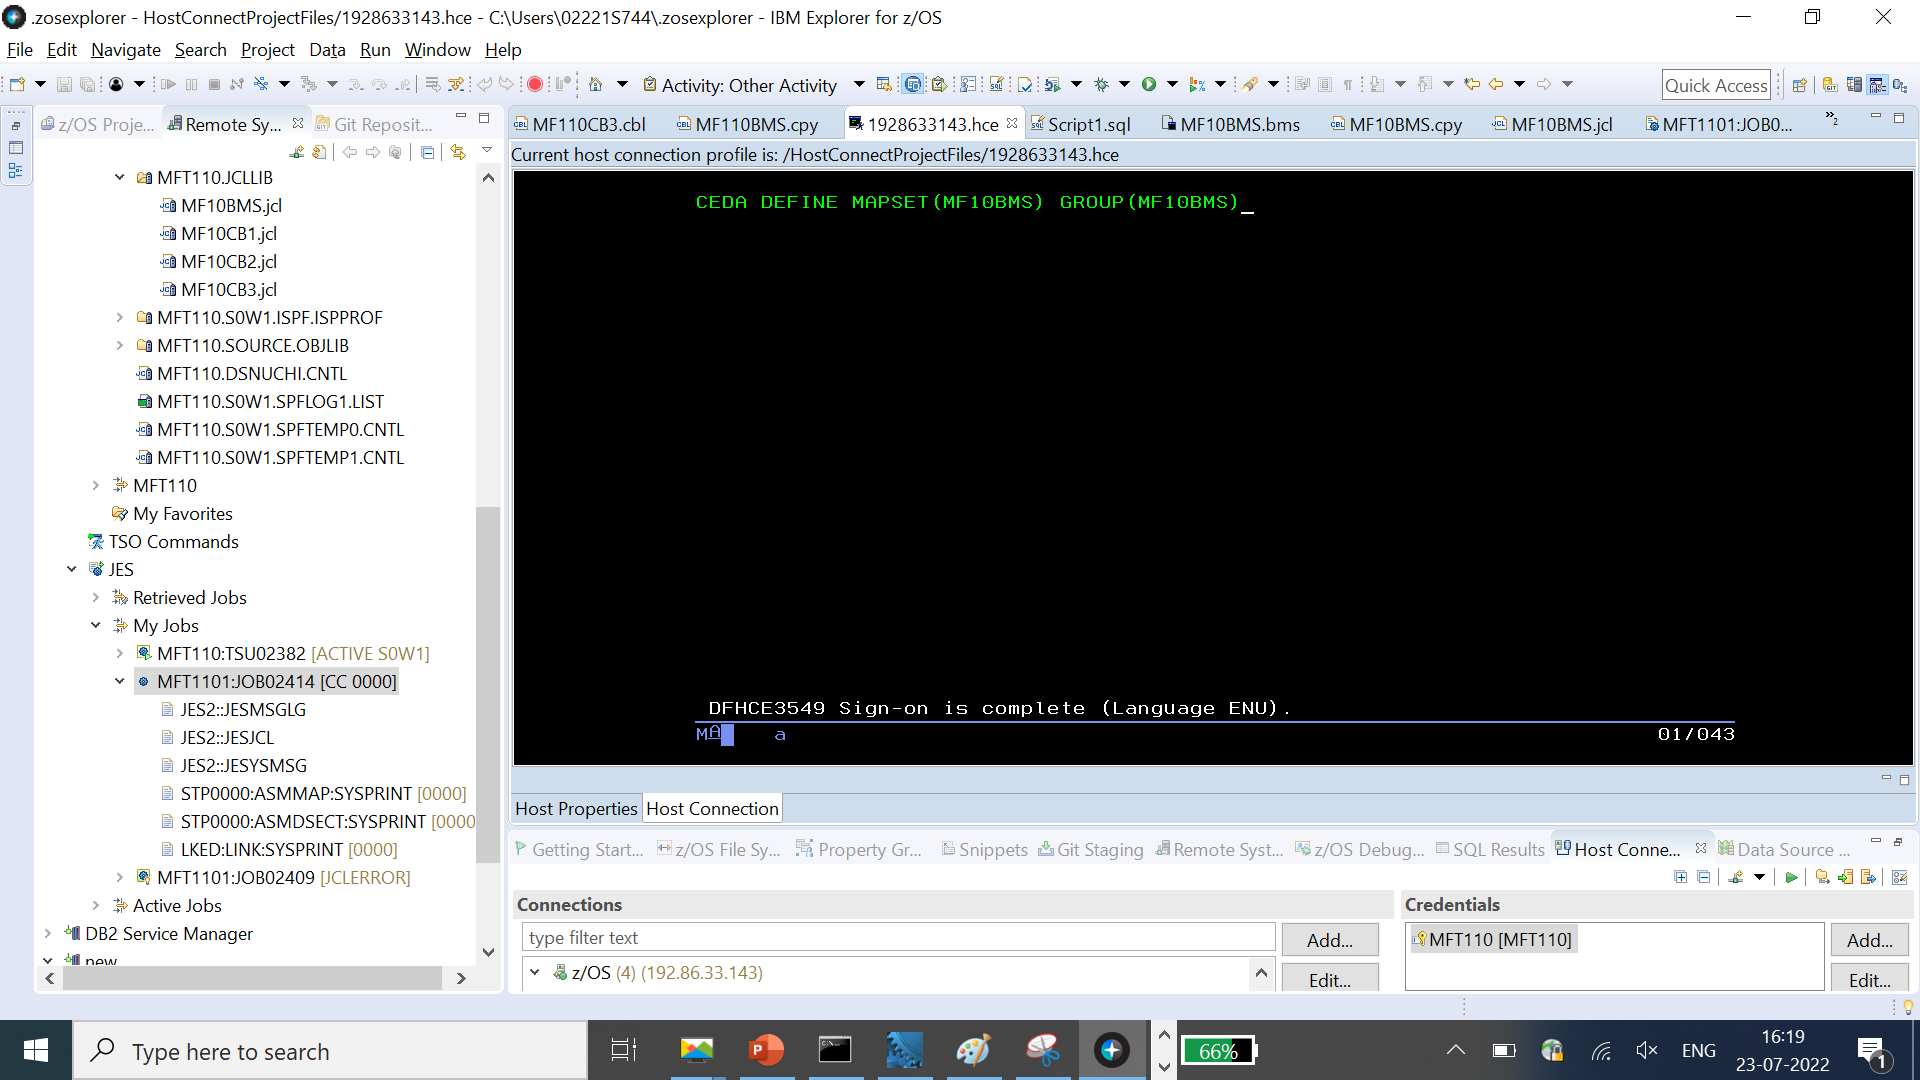 .zosexplorer - HostConnectProjectFiles/1928633143.hce - C:\Users\02221S744\.zosexplorer - IBM Explorer for z/OS
File Edit Navigate Search Project Data Run Window Help
Activity: Other Activity
Quick Access
z/OS Proje... Remote Sy... Git Reposit...
MF110CB3.cbl MF110BMS.cpy 1928633143.hce Script1.sql MF10BMS.bms MF10BMS.cpy MF10BMS.jcl MFT1101:JOB0... »2
Current host connection profile is: /HostConnectProjectFiles/1928633143.hce
MFT110.JCLLIB
MF10BMS.jcl
MF10CB1.jcl
MF10CB2.jcl
MF10CB3.jcl
MFT110.S0W1.ISPF.ISPPROF
MFT110.SOURCE.OBJLIB
MFT110.DSNUCHI.CNTL
MFT110.S0W1.SPFLOG1.LIST
MFT110.S0W1.SPFTEMP0.CNTL
MFT110.S0W1.SPFTEMP1.CNTL
MFT110
My Favorites
TSO Commands
JES
Retrieved Jobs
My Jobs
MFT110:TSU02382 [ACTIVE S0W1]
MFT1101:JOB02414 [CC 0000]
JES2::JESMSGLG
JES2::JESJCL
JES2::JESYSMSG
STP0000:ASMMAP:SYSPRINT [0000]
STP0000:ASMDSECT:SYSPRINT [0000
LKED:LINK:SYSPRINT [0000]
MFT1101:JOB02409 [JCLERROR]
Active Jobs
DB2 Service Manager
new
CEDA DEFINE MAPSET(MF10BMS) GROUP(MF10BMS)_
DFHCE3549 Sign-on is complete (Language ENU).
MA a 01/043
Host Properties Host Connection
Getting Start... z/OS File Sy... Property Gr... Snippets Git Staging Remote Syst... z/OS Debug... SQL Results Host Conne... Data Source ...
Connections
type filter text
Add...
z/OS (4) (192.86.33.143)
Edit...
Credentials
MFT110 [MFT110]
Add...
Edit...
Type here to search
66%
ENG
16:19
23-07-2022
1